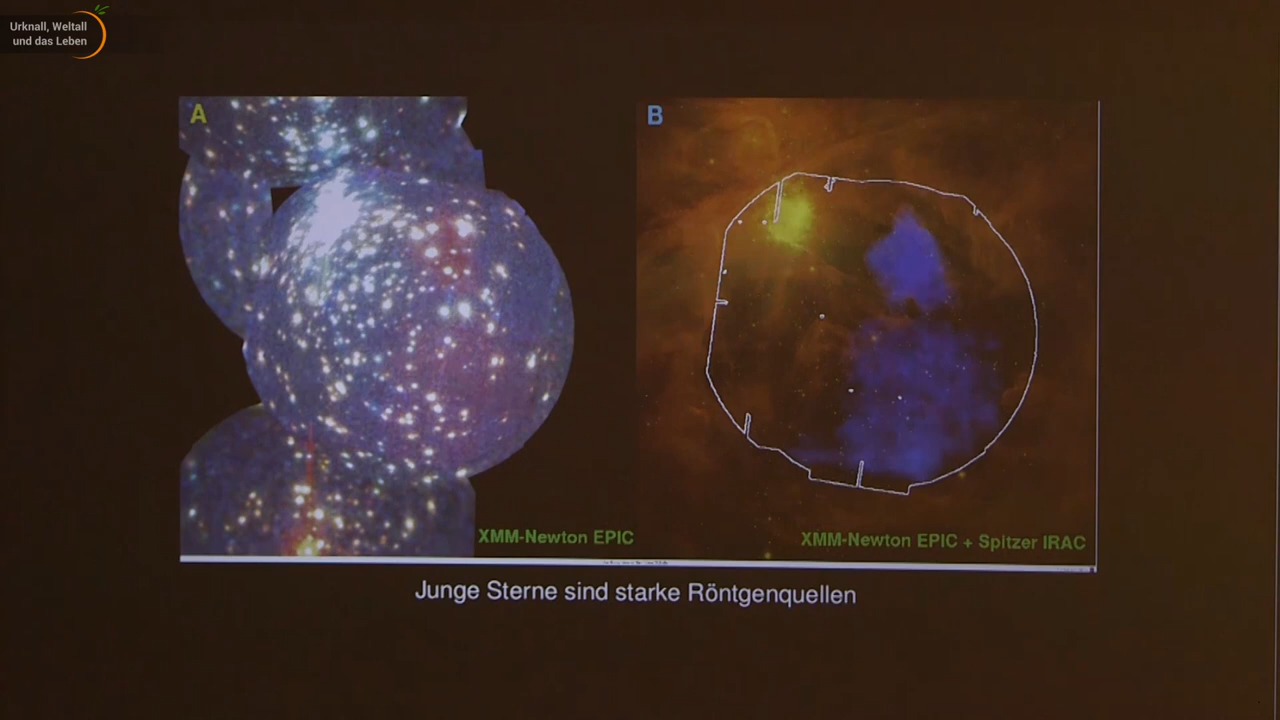 Urknall, Weltall
und das Leben
A
B
XMM-Newton EPIC
XMM-Newton EPIC + Spitzer IRAC
Junge Sterne sind starke Röntgenquellen